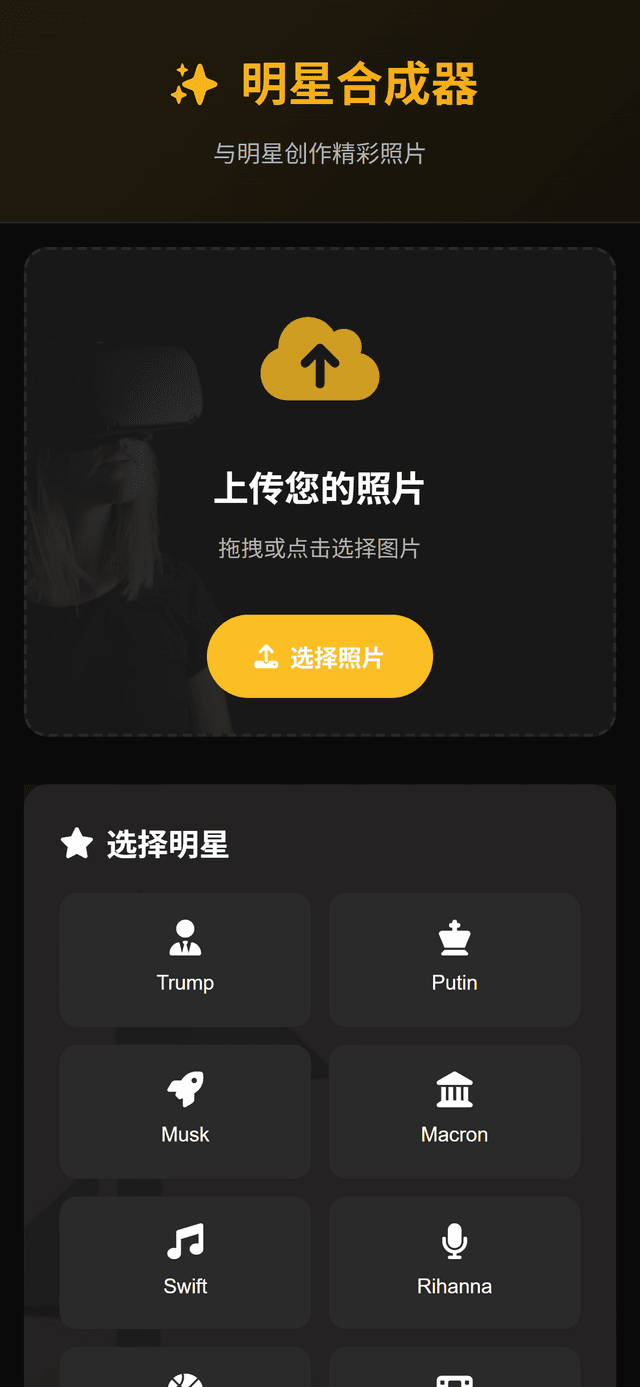 明星合成器
与明星创作精彩照片
上传您的照片
拖拽或点击选择图片
选择照片
选择明星
Trump
Putin
Musk
Macron
Swift
Rihanna